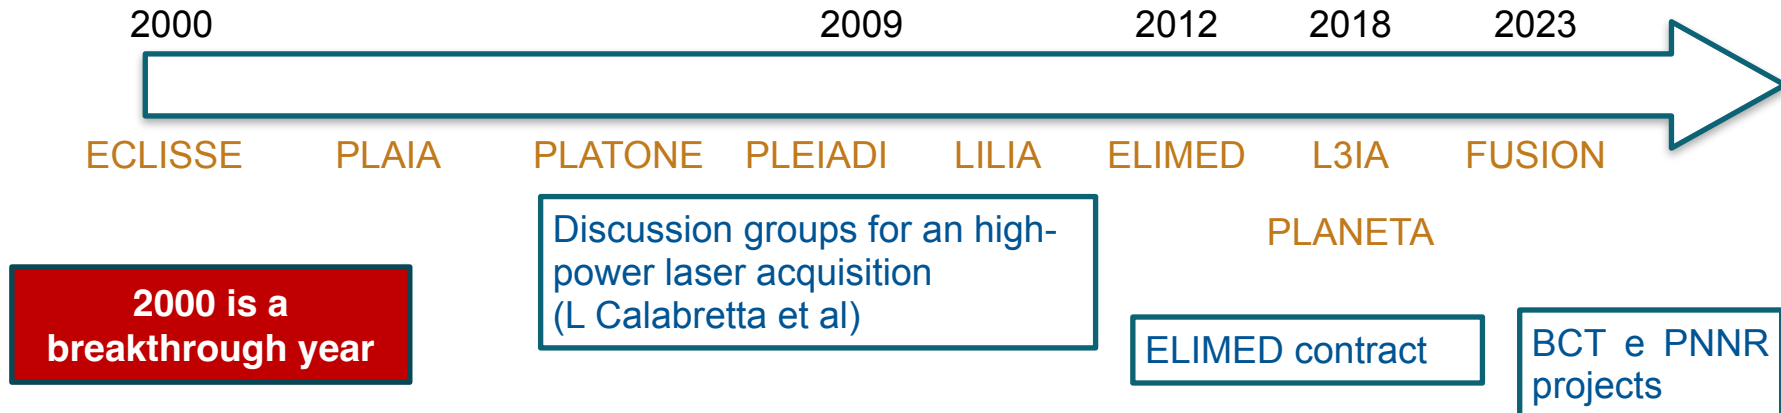 2000 2009 2012 2018 2023
ECLISSE PLAIA PLATONE PLEIADI LILIA ELIMED L3IA FUSION
PLANETA
Discussion groups for an high-
power laser acquisition
(L Calabretta et al)
2000 is a
breakthrough year
ELIMED contract
BCT e PNNR
projects